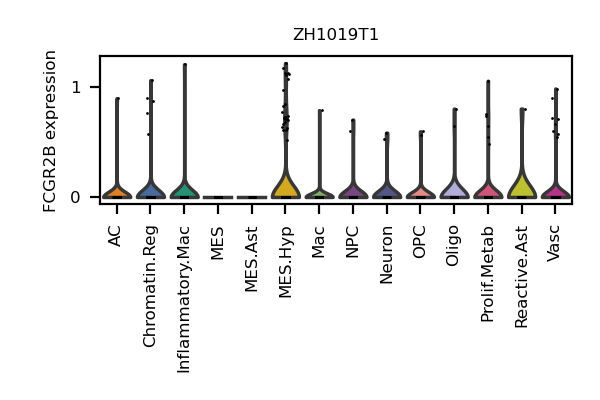 ZH1019T1
FCGR2B expression
1
0
AC
Chromatin.Reg
Inflammatory.Mac
MES
MES.Ast
MES.Hyp
Mac
NPC
Neuron
OPC
Oligo
Prolif.Metab
Reactive.Ast
Vasc